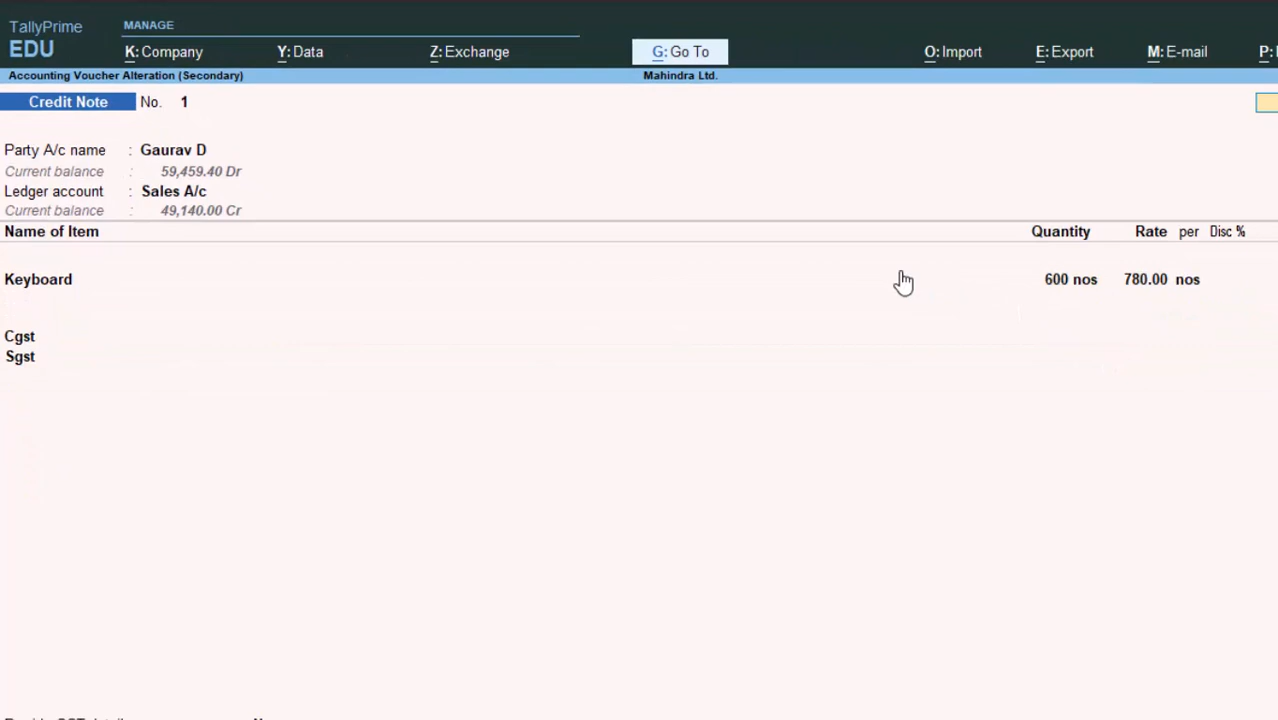 TallyPrime MANAGE
EDU K: Company Y: Data Z: Exchange G: Go To O: Import E: Export M: E-mail P:
Accounting Voucher Alteration (Secondary) Mahindra Ltd.
Credit Note No. 1
Party A/c name : Gaurav D
Current balance : 59,459.40 Dr
Ledger account : Sales A/c
Current balance : 49,140.00 Cr
Name of Item Quantity Rate per Disc %
Keyboard 600 nos 780.00 nos
Cgst
Sgst